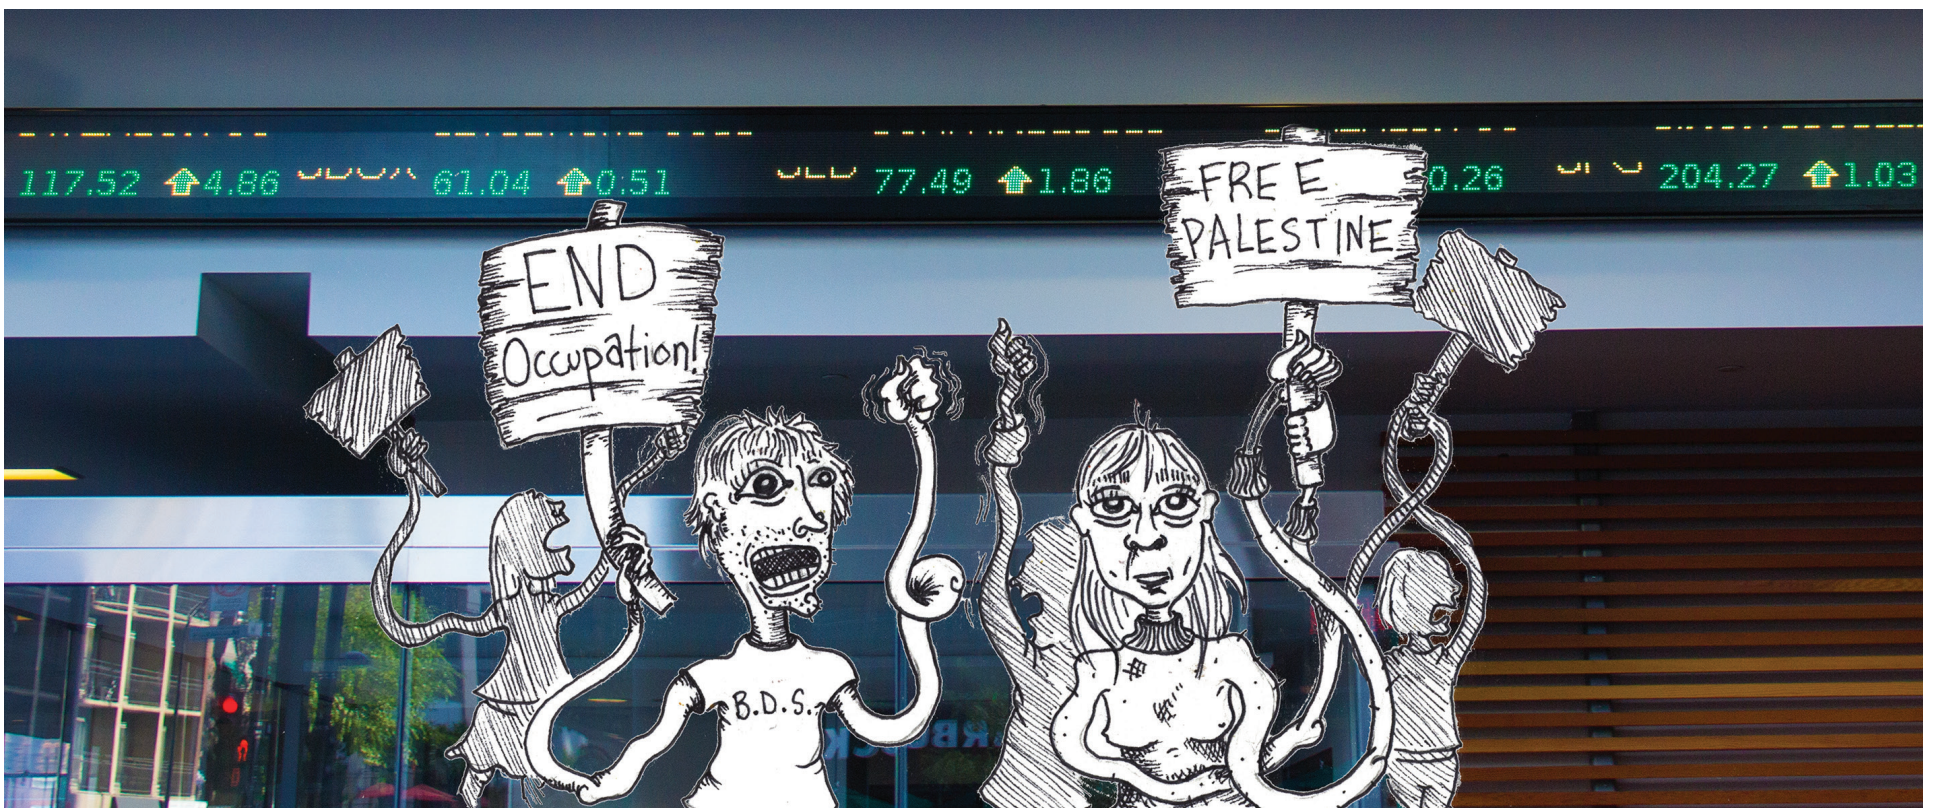 117.52 4.86 61.04 0:51 77.49 1.86 0.26 204.27 1.03
FREE
PALESTINE
END
Occupation!
B.D.S.